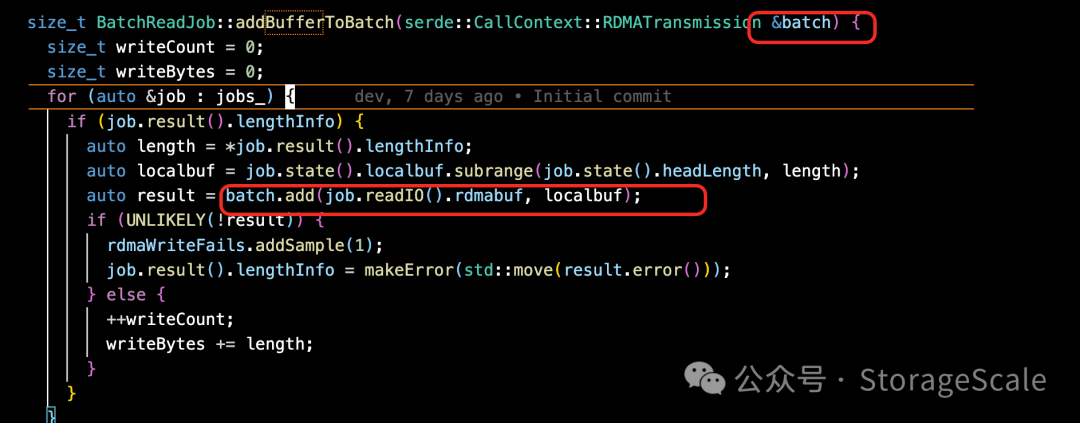 size_t BatchReadJob::addBufferToBatch(serde::CallContext::RDMATransmission &batch) {
  size_t writeCount = 0;
  size_t writeBytes = 0;
  for (auto &job : jobs_) {      dev, 7 days ago • Initial commit
    if (job.result().lengthInfo) {
      auto length = *job.result().lengthInfo;
      auto localbuf = job.state().localbuf.subrange(job.state().headLength, length);
      auto result = batch.add(job.readIO().rdmabuf, localbuf);
      if (UNLIKELY(!result)) {
        rdmaWriteFails.addSample(1);
        job.result().lengthInfo = makeError(std::move(result.error()));
      } else {
        ++writeCount;
        writeBytes += length;
      }
    }
  }
公众号 · StorageScale